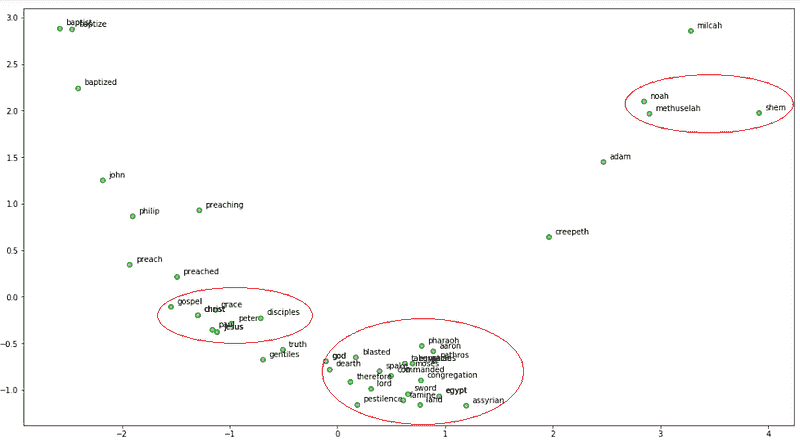 3.0
2.5
2.0
1.5
1.0
0.5
0.0
−0.5
−1.0
−2
−1
0
1
2
3
4
baptist
baptize
milcah
baptized
noah
methuselah
shem
adam
john
preaching
philip
creepeth
preach
preached
gospel
grace
christ
disciples
peter
paul
jesus
truth
gentiles
god
dearth
blasted
pharaoh
aaron
pathros
moses
spake
commanded
therefore
congregation
lord
sword
egypt
famine
pestilence
land
assyrian